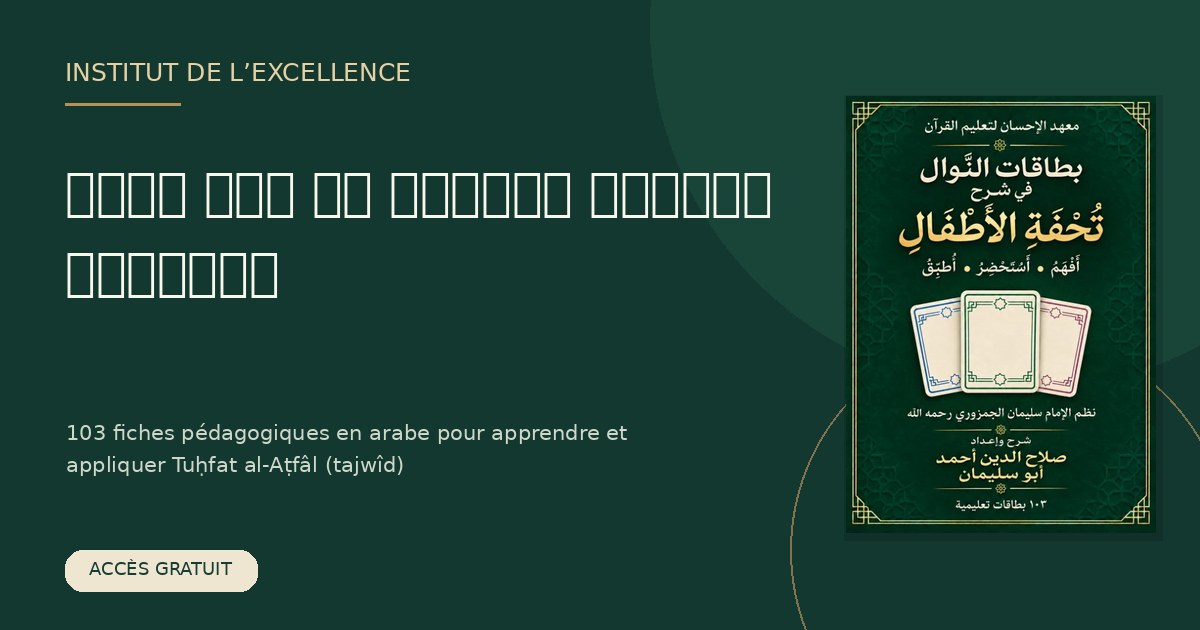 INSTITUT DE L’EXCELLENCE
103 fiches pédagogiques en arabe pour apprendre et
appliquer Tuḥfat al-Aṭfâl (tajwîd)
ACCÈS GRATUIT
معهد الإحسان لتعليم القرآن
بطاقات النَّوال
في شرح
تُحْفَةِ الأَطْفَالِ
أَفْهَمُ • أَسْتَحْضِرُ • أُطَبِّقُ
نظم الإمام سليمان الجمزوري رحمه الله
شرح وإعداد
صلاح الدين أحمد
أبو سليمان
١٠٣ بطاقات تعليمية